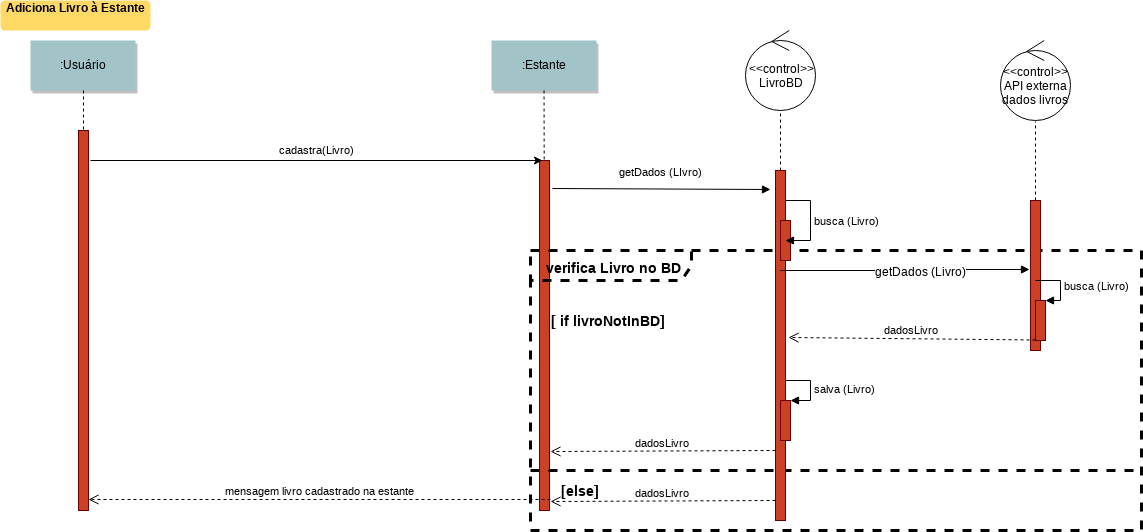 Adiciona Livro à Estante
:Usuário
:Estante
<<control>>
LivroBD
<<control>>
API externa
dados livros
cadastra(Livro)
getDados (LIvro)
busca (Livro)
verifica Livro no BD
getDados (Livro)
busca (Livro)
[ if livroNotInBD]
dadosLivro
salva (Livro)
dadosLivro
mensagem livro cadastrado na estante
[else]
dadosLivro